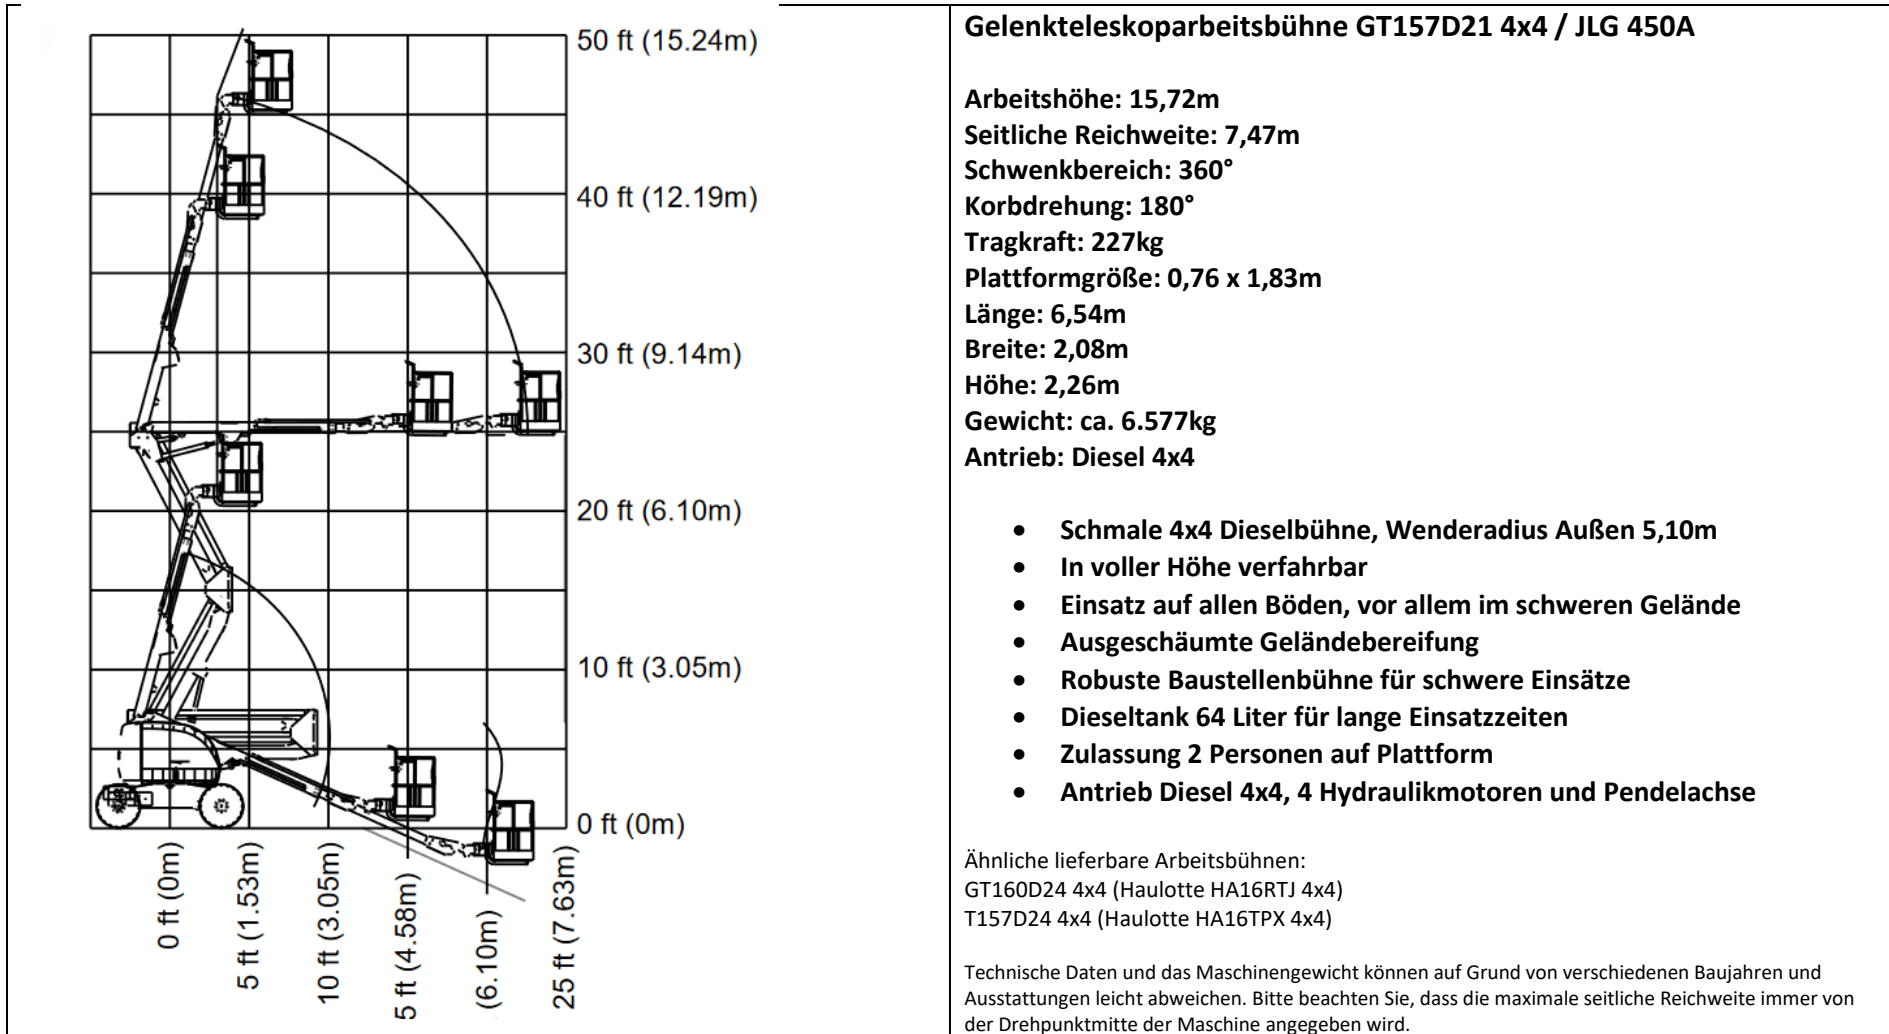 50 ft (15.24m)
40 ft (12.19m)
30 ft (9.14m)
20 ft (6.10m)
10 ft (3.05m)
0 ft (0m)
0 ft (0m)
5 ft (1.53m)
10 ft (3.05m)
5 ft (4.58m)
(6.10m)
25 ft (7.63m)
Gelenkteleskoparbeitsbühne GT157D21 4x4 / JLG 450A
Arbeitshöhe: 15,72m
Seitliche Reichweite: 7,47m
Schwenkbereich: 360°
Korbdrehung: 180°
Tragkraft: 227kg
Plattformgröße: 0,76 x 1,83m
Länge: 6,54m
Breite: 2,08m
Höhe: 2,26m
Gewicht: ca. 6.577kg
Antrieb: Diesel 4x4
• Schmale 4x4 Dieselbühne, Wenderadius Außen 5,10m
• In voller Höhe verfahrbar
• Einsatz auf allen Böden, vor allem im schweren Gelände
• Ausgeschäumte Geländebereifung
• Robuste Baustellenbühne für schwere Einsätze
• Dieseltank 64 Liter für lange Einsatzzeiten
• Zulassung 2 Personen auf Plattform
• Antrieb Diesel 4x4, 4 Hydraulikmotoren und Pendelachse
Ähnliche lieferbare Arbeitsbühnen:
GT160D24 4x4 (Haulotte HA16RTJ 4x4)
T157D24 4x4 (Haulotte HA16TPX 4x4)
Technische Daten und das Maschinengewicht können auf Grund von verschiedenen Baujahren und
Ausstattungen leicht abweichen. Bitte beachten Sie, dass die maximale seitliche Reichweite immer von
der Drehpunktmitte der Maschine angegeben wird.